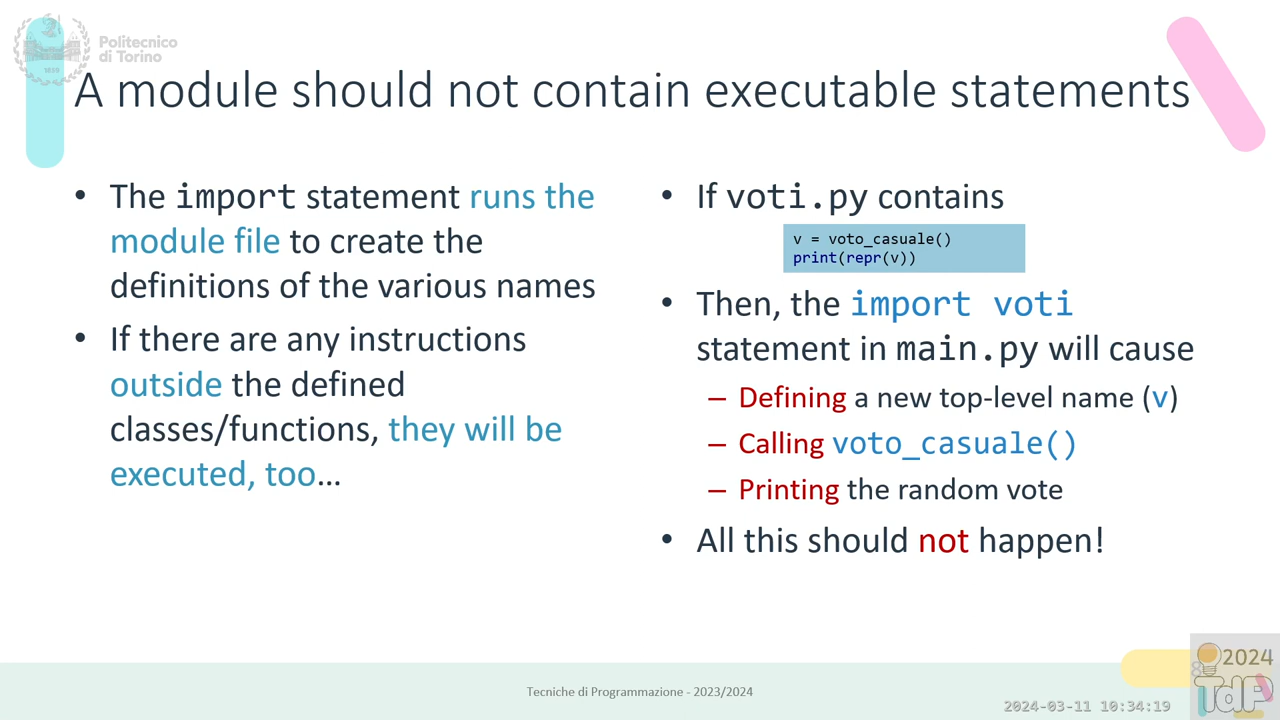 Politecnico
di Torino
1859
A module should not contain executable statements
• The import statement runs the
module file to create the
definitions of the various names
• If there are any instructions
outside the defined
classes/functions, they will be
executed, too…
• If voti.py contains
v = voto_casuale()
print(repr(v))
• Then, the import voti
statement in main.py will cause
– Defining a new top-level name (v)
– Calling voto_casuale()
– Printing the random vote
• All this should not happen!
Tecniche di Programmazione - 2023/2024
8
2024
TdP
2024-03-11 10:34:19